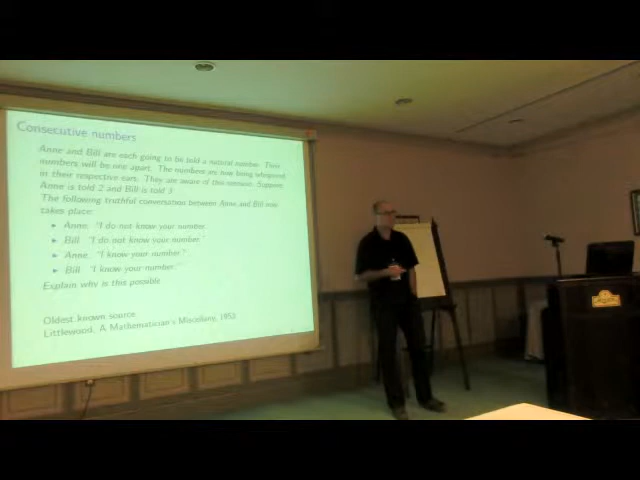 Consecutive numbers
Anne and Bill are each going to be told a natural number. Their
numbers will be one apart. The numbers are now being whispered
in their respective ears. They are aware of this scenario. Suppose
Anne is told 2 and Bill is told 3.
The following truthful conversation between Anne and Bill now
takes place:
Anne: "I do not know your number."
Bill: "I do not know your number."
Anne: "I know your number."
Bill: "I know your number."
Explain why is this possible.
Oldest known source:
Littlewood, A Mathematician's Miscellany, 1953